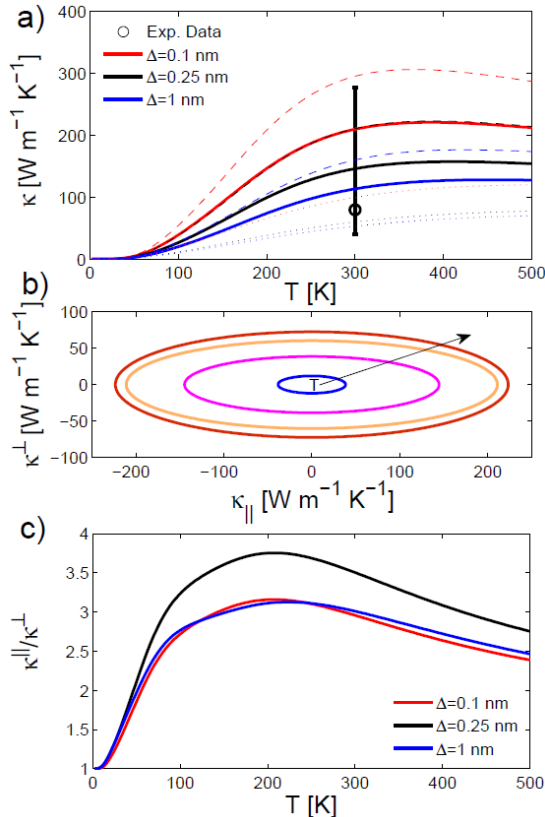 a)
400
300
200
100
0
κ [W m⁻¹ K⁻¹]
Exp. Data
Δ=0.1 nm
Δ=0.25 nm
Δ=1 nm
100 200 300 400 500
T [K]
b)
100
50
0
−50
−100
κ^⊥ [W m⁻¹ K⁻¹]
T
−200 −100 0 100 200
κ_|| [W m⁻¹ K⁻¹]
c)
4
3.5
3
2.5
2
1.5
1
κ^||/κ^⊥
Δ=0.1 nm
Δ=0.25 nm
Δ=1 nm
0 100 200 300 400 500
T [K]